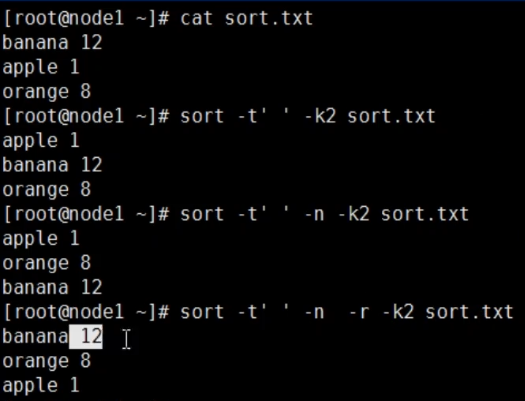 [root@node1 ~]# cat sort.txt
banana 12
apple 1
orange 8
[root@node1 ~]# sort -t' ' -k2 sort.txt
apple 1
banana 12
orange 8
[root@node1 ~]# sort -t' ' -n -k2 sort.txt
apple 1
orange 8
banana 12
[root@node1 ~]# sort -t' ' -n  -r -k2 sort.txt
banana 12
orange 8
apple 1